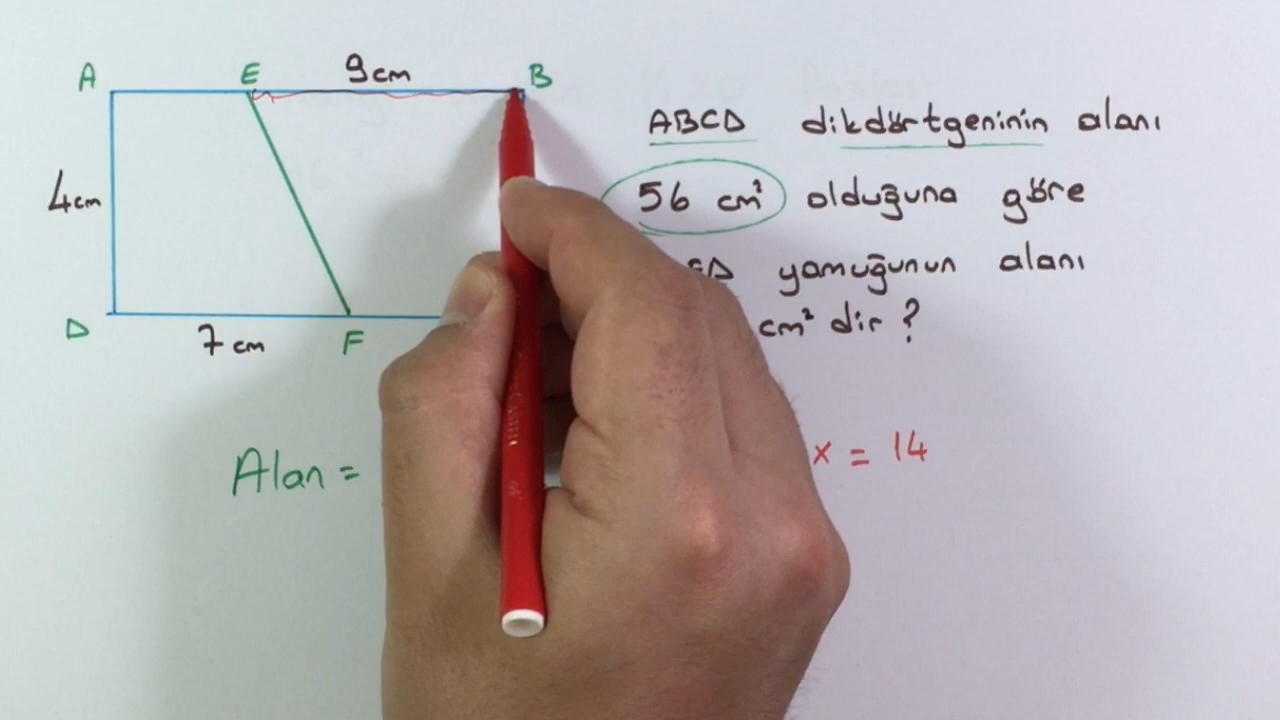 A E 9cm B
4cm
D 7 cm F
ABCD dikdörtgeninin alanı
56 cm² olduğuna göre
yamuğunun alanı
cm² dir ?
Alan =
x = 14